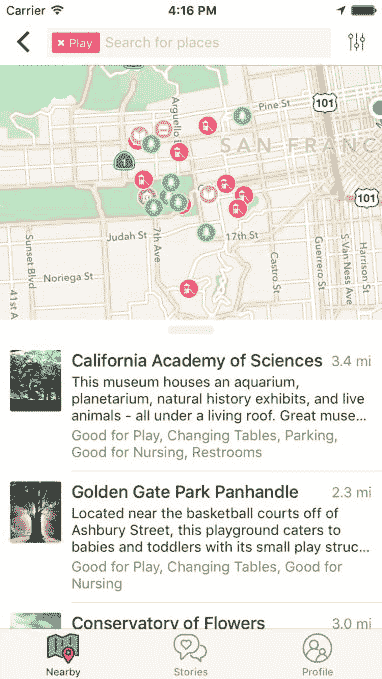 Carrier 4:16 PM
× Play Search for places
Pine St
101
Arguello
SAN FRANC
101
Judah St
17th St
7th Ave
Sunset Blvd
Noriega St
41st A
Castro St
Guerrero St
S Van Ness Ave
Harrison St
California Academy of Sciences 3.4 mi
This museum houses an aquarium,
planetarium, natural history exhibits, and live
animals - all under a living roof. Great muse...
Good for Play, Changing Tables, Parking,
Good for Nursing, Restrooms
Golden Gate Park Panhandle 2.3 mi
Located near the basketball courts off of
Ashbury Street, this playground caters to
babies and toddlers with its small play struc...
Good for Play, Changing Tables, Good for
Nursing
Conservatory of Flowers 3.0 mi
Nearby Stories Profile